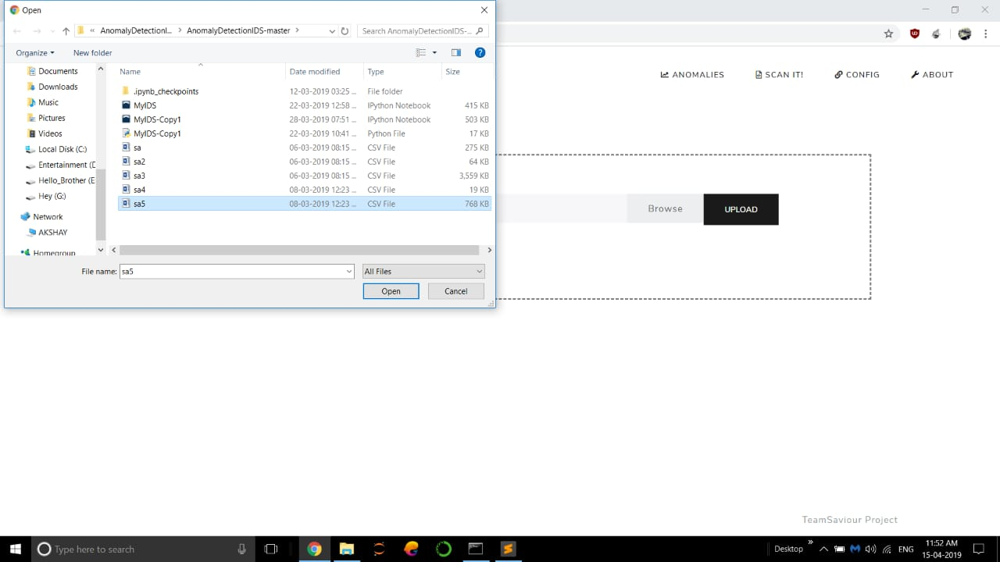 Open
« AnomalyDetectionI... > AnomalyDetectionIDS-master >
Search AnomalyDetectionIDS-...
Organize
New folder
Documents
Downloads
Music
Pictures
Videos
Local Disk (C:)
Entertainment (D
Hello_Brother (E
Hey (G:)
Network
AKSHAY
Homegroup
Name Date modified Type Size
.ipynb_checkpoints 12-03-2019 03:25 ... File folder
MyIDS 22-03-2019 12:58 ... IPython Notebook 415 KB
MyIDS-Copy1 28-03-2019 07:51 ... IPython Notebook 503 KB
MyIDS-Copy1 22-03-2019 10:41 ... Python File 17 KB
sa 06-03-2019 08:15 ... CSV File 275 KB
sa2 06-03-2019 08:15 ... CSV File 64 KB
sa3 06-03-2019 08:15 ... CSV File 3,559 KB
sa4 08-03-2019 12:23 ... CSV File 19 KB
sa5 08-03-2019 12:23 ... CSV File 768 KB
File name: sa5
All Files
Open
Cancel
ANOMALIES
SCAN IT!
CONFIG
ABOUT
Browse
UPLOAD
TeamSaviour Project
Type here to search
Desktop
ENG
11:52 AM
15-04-2019